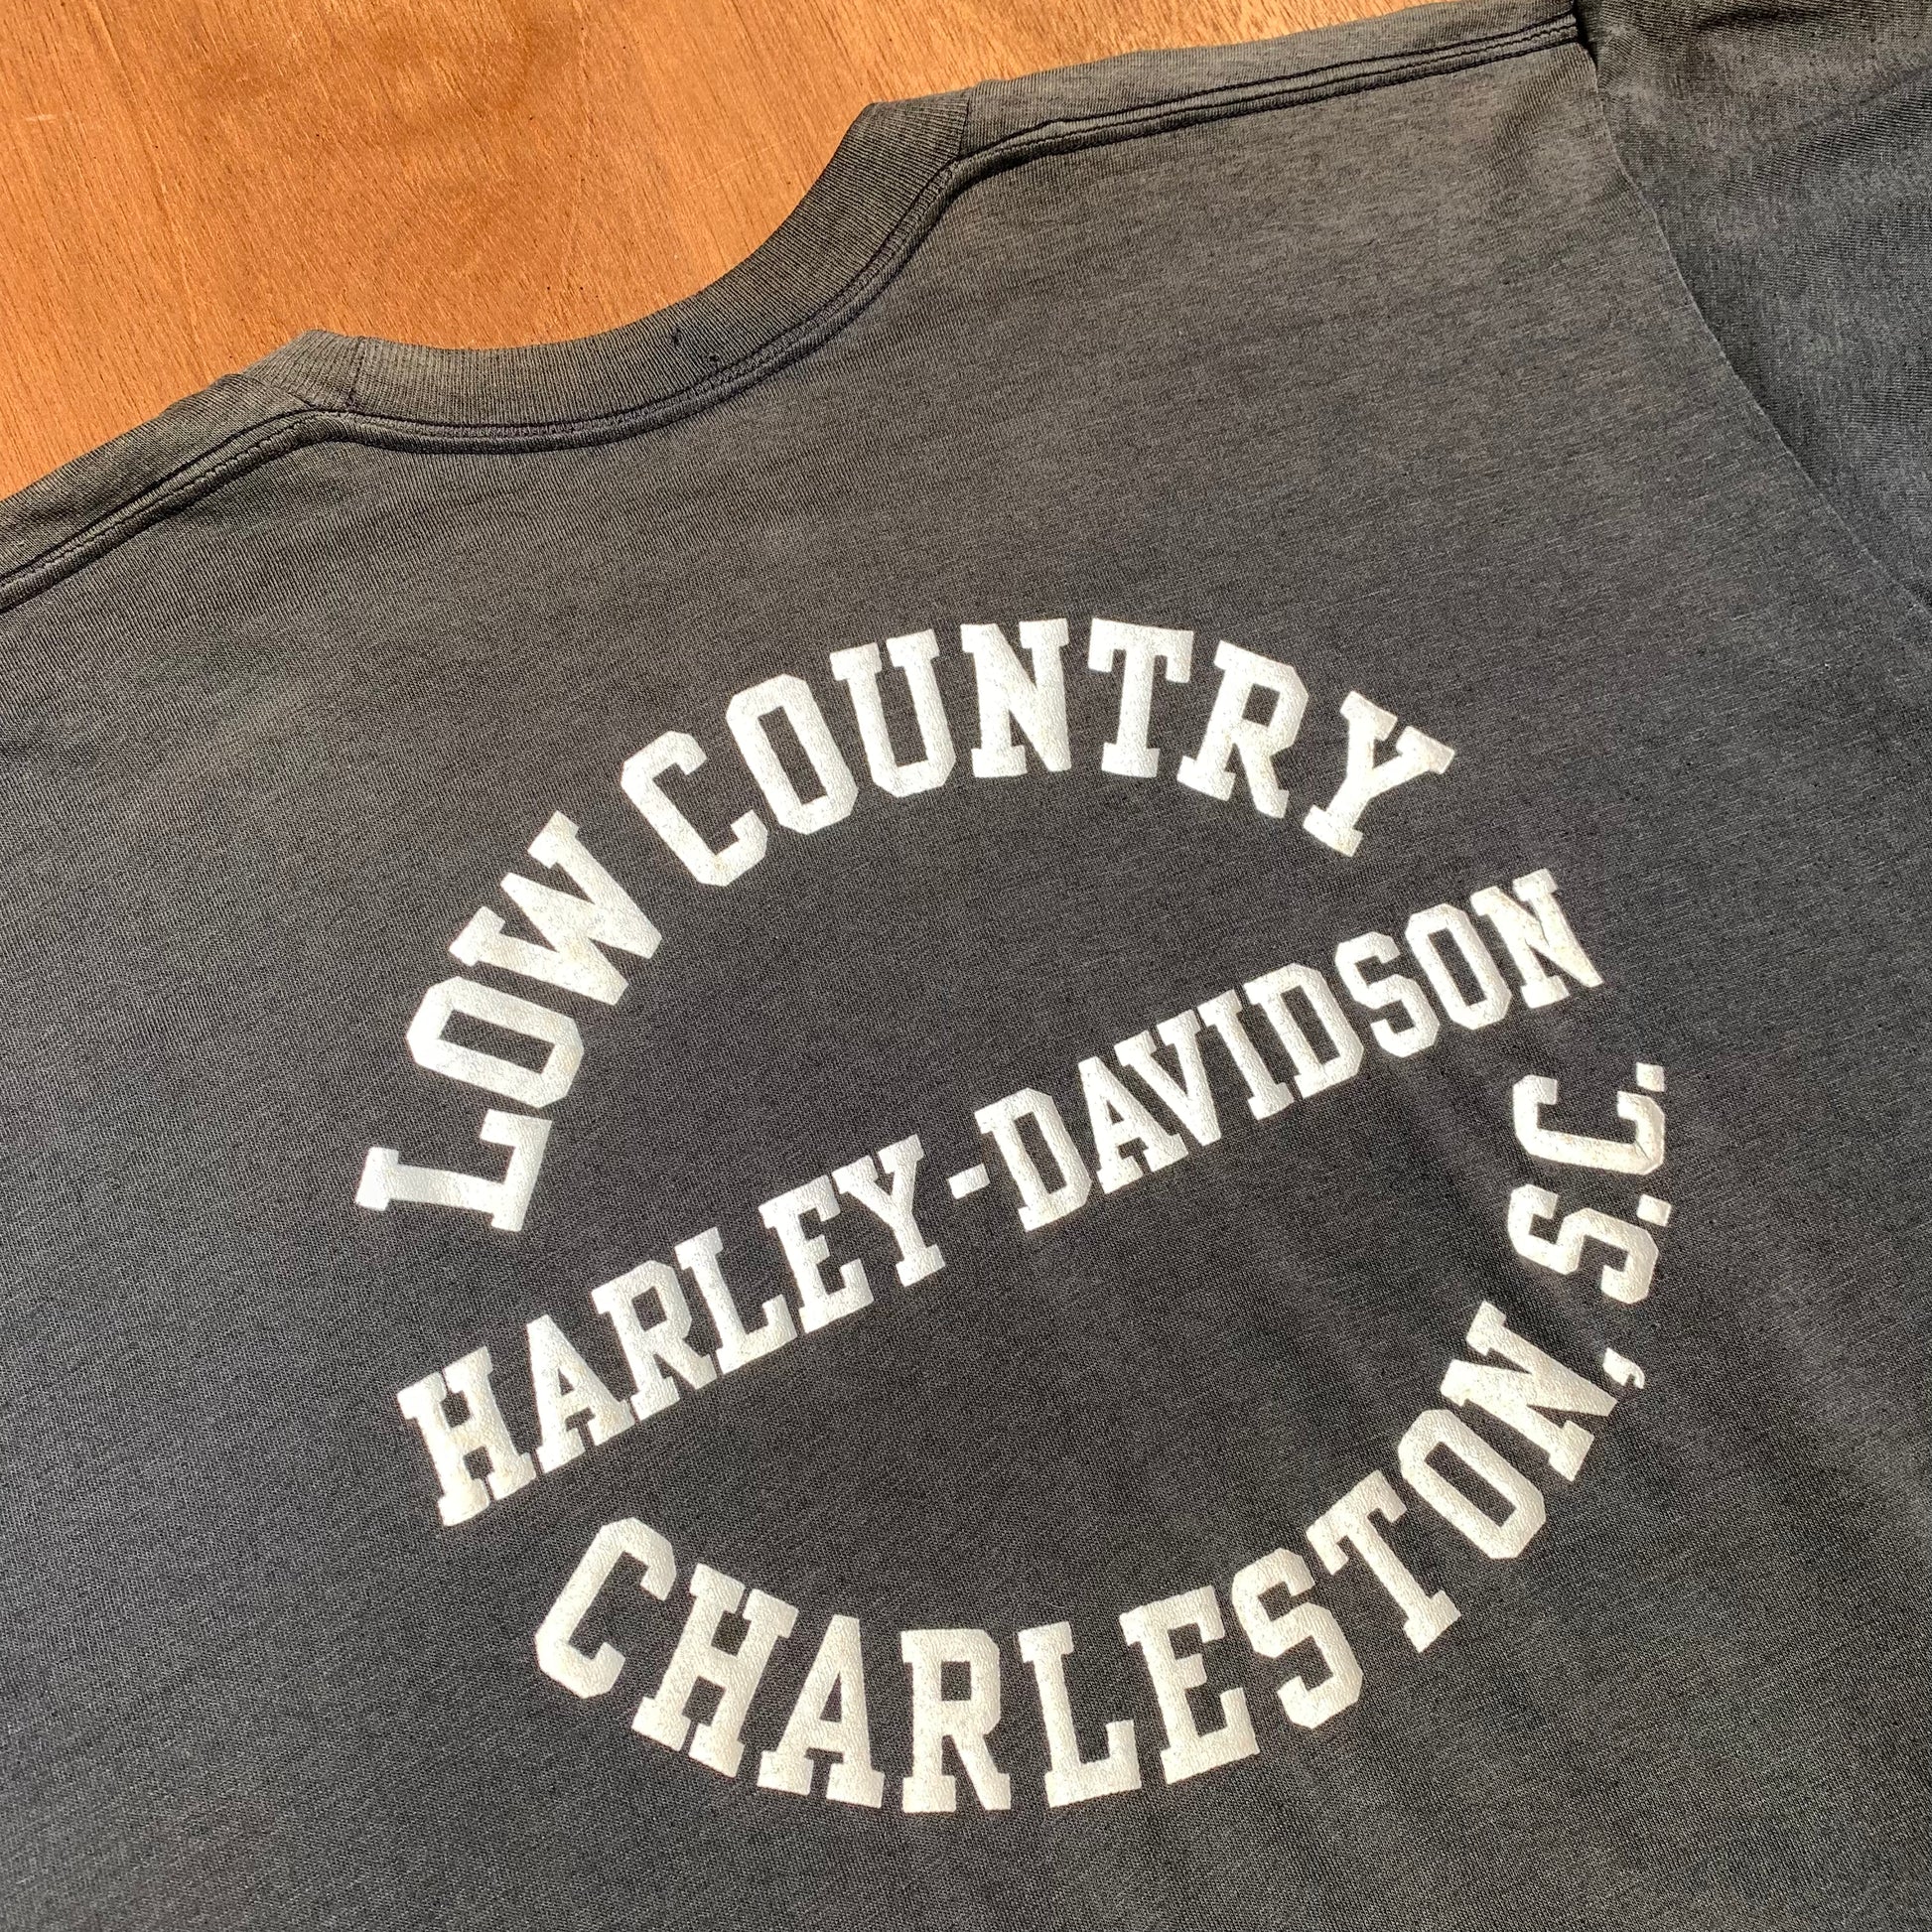 LOW COUNTRY
HARLEY-DAVIDSON
CHARLESTON, S.C.